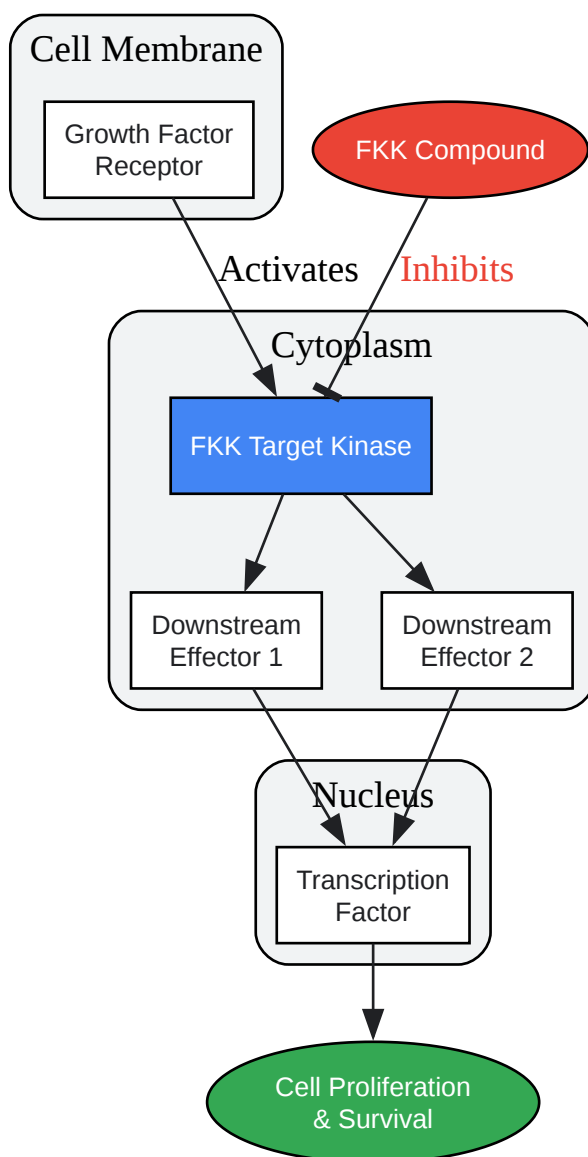 Cell Membrane
Growth Factor
Receptor
FKK Compound
Activates
Inhibits
Cytoplasm
FKK Target Kinase
Downstream
Effector 1
Downstream
Effector 2
Nucleus
Transcription
Factor
Cell Proliferation
& Survival